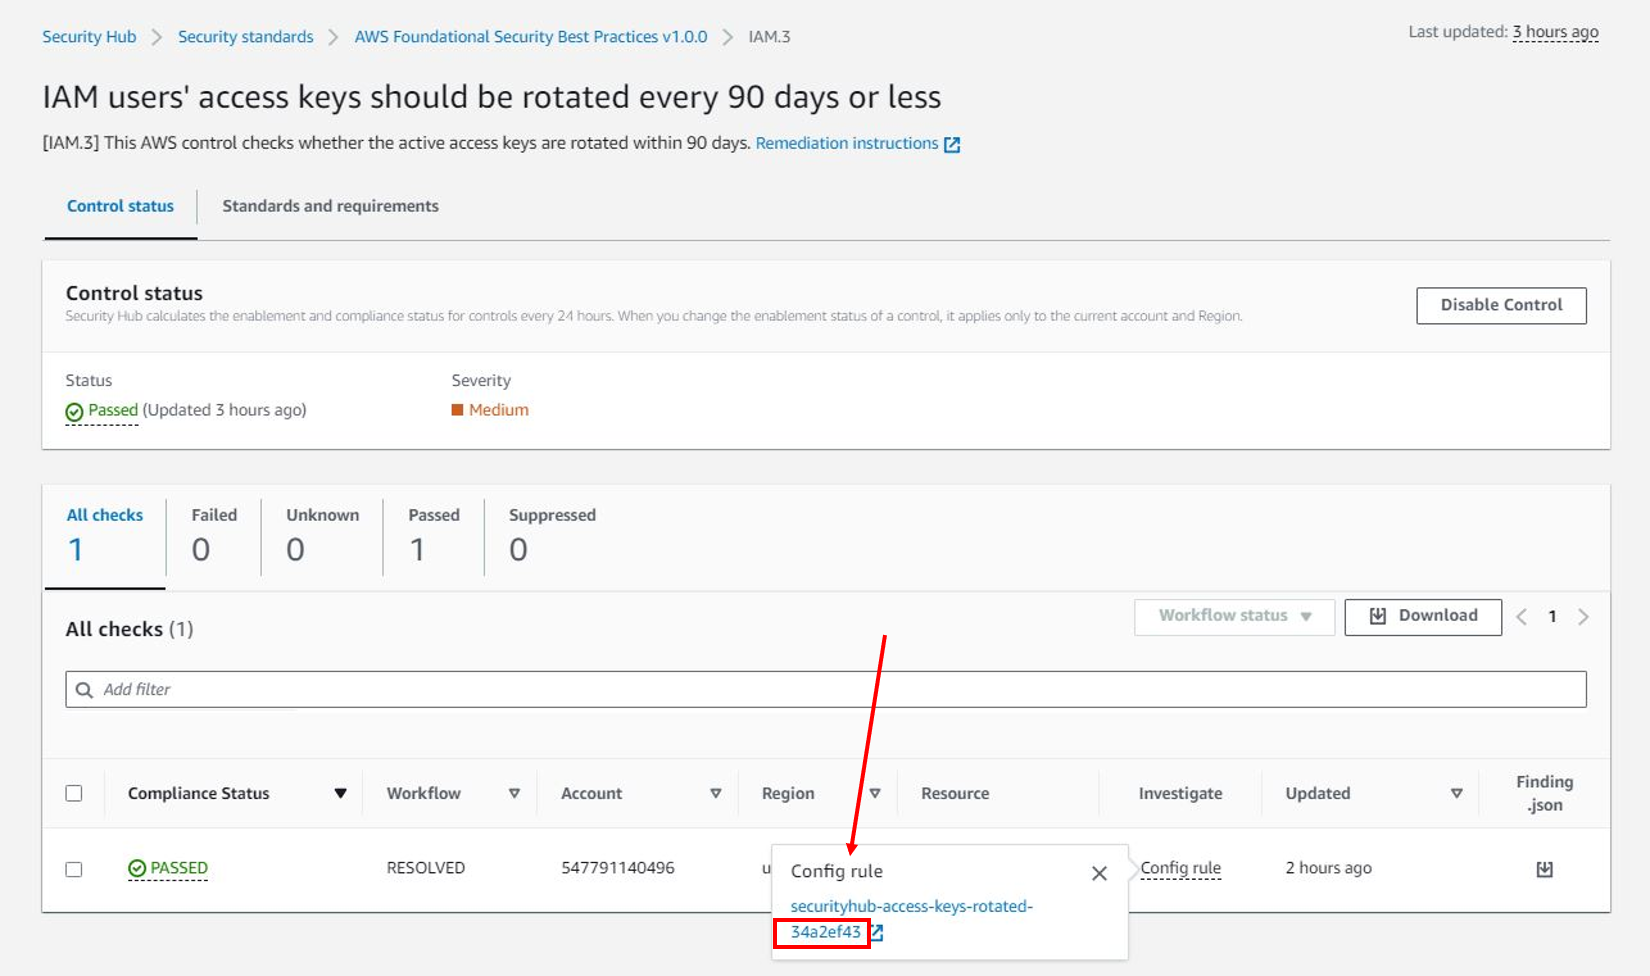 Security Hub > Security standards > AWS Foundational Security Best Practices v1.0.0 > IAM.3
Last updated: 3 hours ago
IAM users' access keys should be rotated every 90 days or less
[IAM.3] This AWS control checks whether the active access keys are rotated within 90 days. Remediation instructions
Control status Standards and requirements
Control status
Disable Control
Security Hub calculates the enablement and compliance status for controls every 24 hours. When you change the enablement status of a control, it applies only to the current account and Region.
Status Severity
Passed (Updated 3 hours ago) Medium
All checks Failed Unknown Passed Suppressed
1 0 0 1 0
All checks (1)
Workflow status Download 1
Add filter
Compliance Status Workflow Account Region Resource Investigate Updated Finding
.json
PASSED RESOLVED 547791140496 u Config rule 2 hours ago
Config rule
securityhub-access-keys-rotated-
34a2ef43